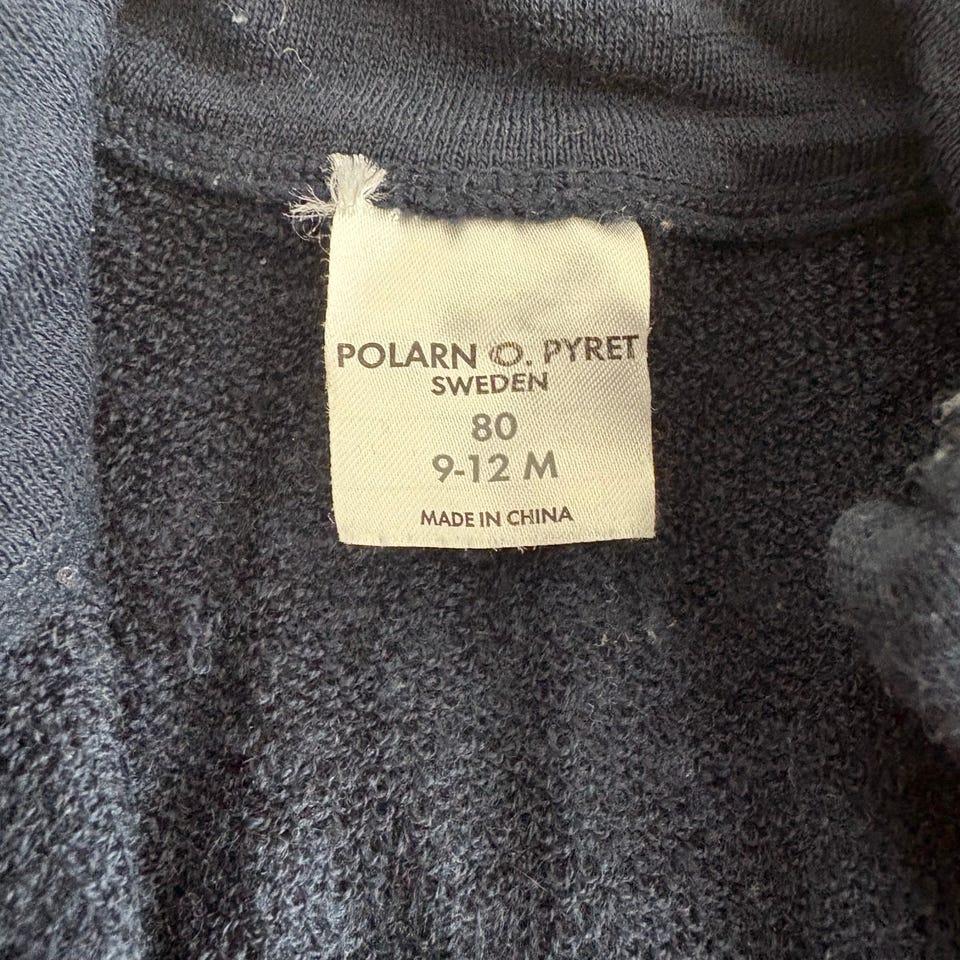 POLARN O. PYRET
SWEDEN
80
9-12 M
MADE IN CHINA